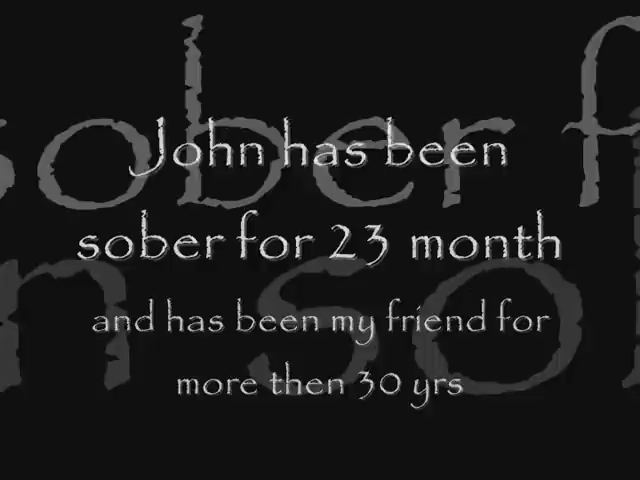 John has been
sober for 23 month
and has been my friend for
more then 30 yrs